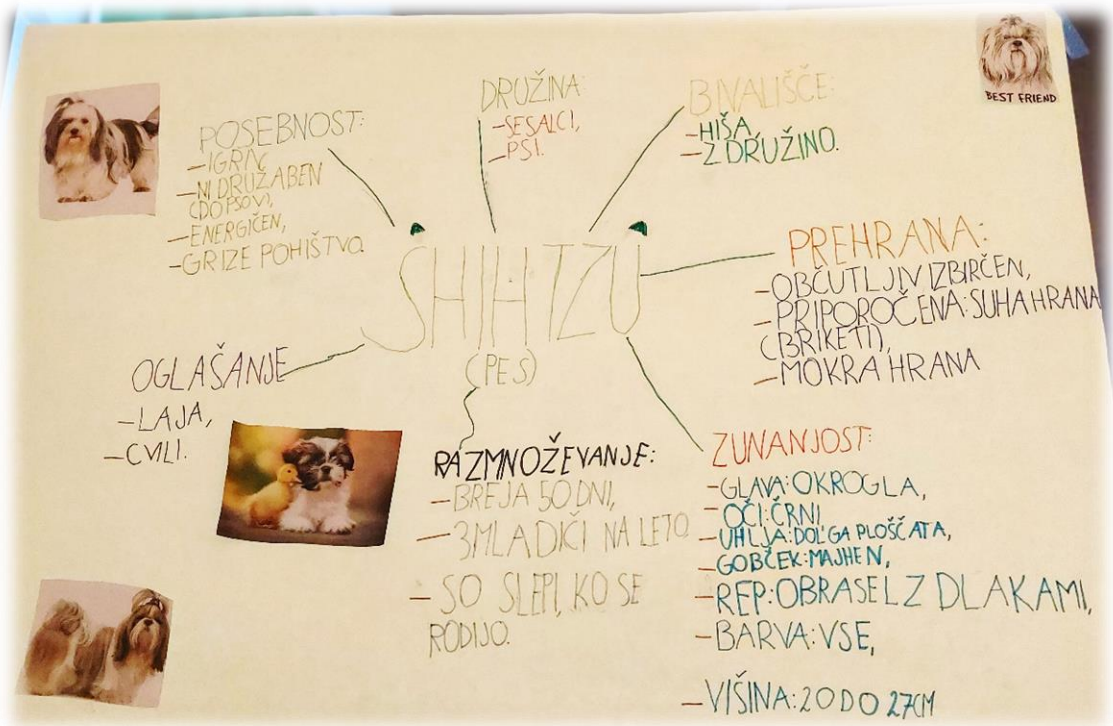 BEST FRIEND
POSEBNOST:
-IGRIV
-NI DRUŽABEN
(DO PSOV),
-ENERGIČEN,
-GRIZE POHIŠTVO.
DRUŽINA:
-SESALCI,
-PSI.
BIVALIŠČE:
-HIŠA,
-Z DRUŽINO.
SHIH TZU
(PES)
PREHRANA:
-OBČUTLJIV IZBIRČEN,
-PRIPOROČENA: SUHA HRANA
(BRIKETI),
-MOKRA HRANA
OGLAŠANJE
-LAJA,
-CVILI.
RAZMNOŽEVANJE:
-BREJA 50 DNI,
-3 MLADIČI NA LETO
-SO SLEPI, KO SE
RODIJO.
ZUNANJOST:
-GLAVA: OKROGLA,
-OČI: ČRNI
-UHLJA: DOLGA PLOŠČATA,
-GOBČEK: MAJHEN,
-REP: OBRASEL Z DLAKAMI,
-BARVA: VSE,
-VIŠINA: 20 DO 27CM